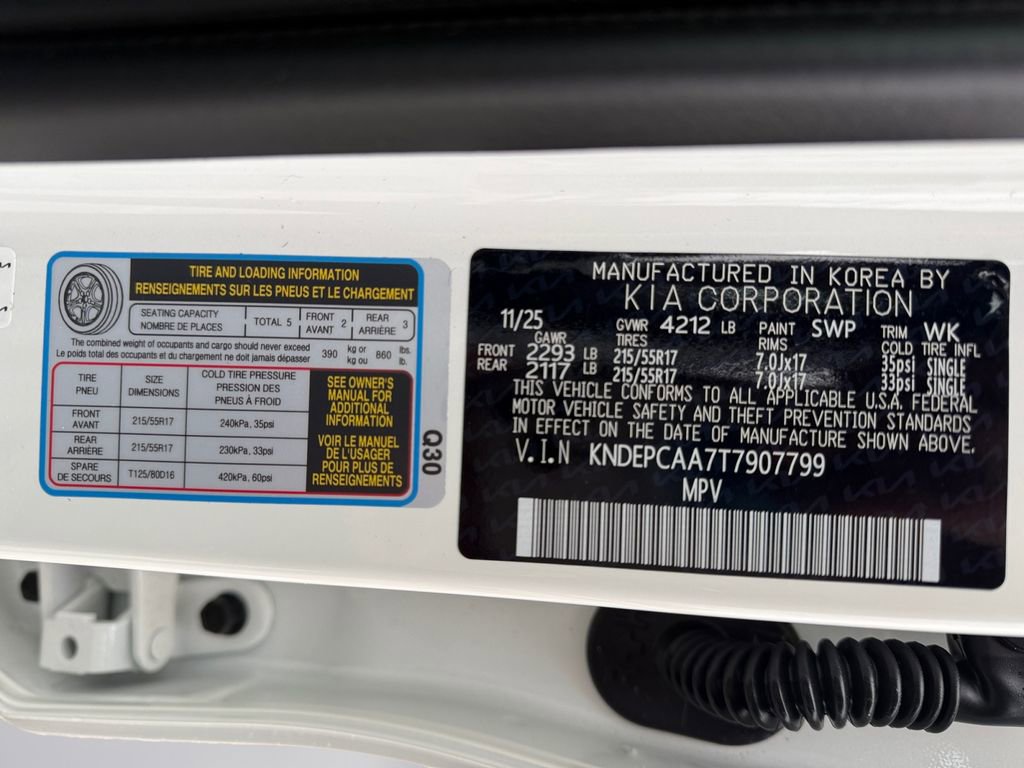 TIRE AND LOADING INFORMATION
RENSEIGNEMENTS SUR LES PNEUS ET LE CHARGEMENT
SEATING CAPACITY
NOMBRE DE PLACES
TOTAL 5
FRONT
AVANT 2
REAR
ARRIÈRE 3
The combined weight of occupants and cargo should never exceed
Le poids total des occupants et du chargement ne doit jamais dépasser
390 kg or
kg ou
860 lbs.
lb.
TIRE
PNEU
SIZE
DIMENSIONS
COLD TIRE PRESSURE
PRESSION DES
PNEUS À FROID
FRONT
AVANT
215/55R17
240kPa, 35psi
REAR
ARRIÈRE
215/55R17
230kPa, 33psi
SPARE
DE SECOURS
T125/80D16
420kPa, 60psi
SEE OWNER'S
MANUAL FOR
ADDITIONAL
INFORMATION
VOIR LE MANUEL
DE L'USAGER
POUR PLUS DE
RENSEIGNEMENTS
Q30
MANUFACTURED IN KOREA BY
KIA CORPORATION
11/25 GVWR 4212 LB PAINT SWP TRIM WK
GAWR TIRES RIMS COLD TIRE INFL
FRONT 2293 LB 215/55R17 7.0Jx17 35psi SINGLE
REAR 2117 LB 215/55R17 7.0Jx17 33psi SINGLE
THIS VEHICLE CONFORMS TO ALL APPLICABLE U.S.A. FEDERAL
MOTOR VEHICLE SAFETY AND THEFT PREVENTION STANDARDS
IN EFFECT ON THE DATE OF MANUFACTURE SHOWN ABOVE.
V.I.N KNDEPCAA7T7907799
MPV